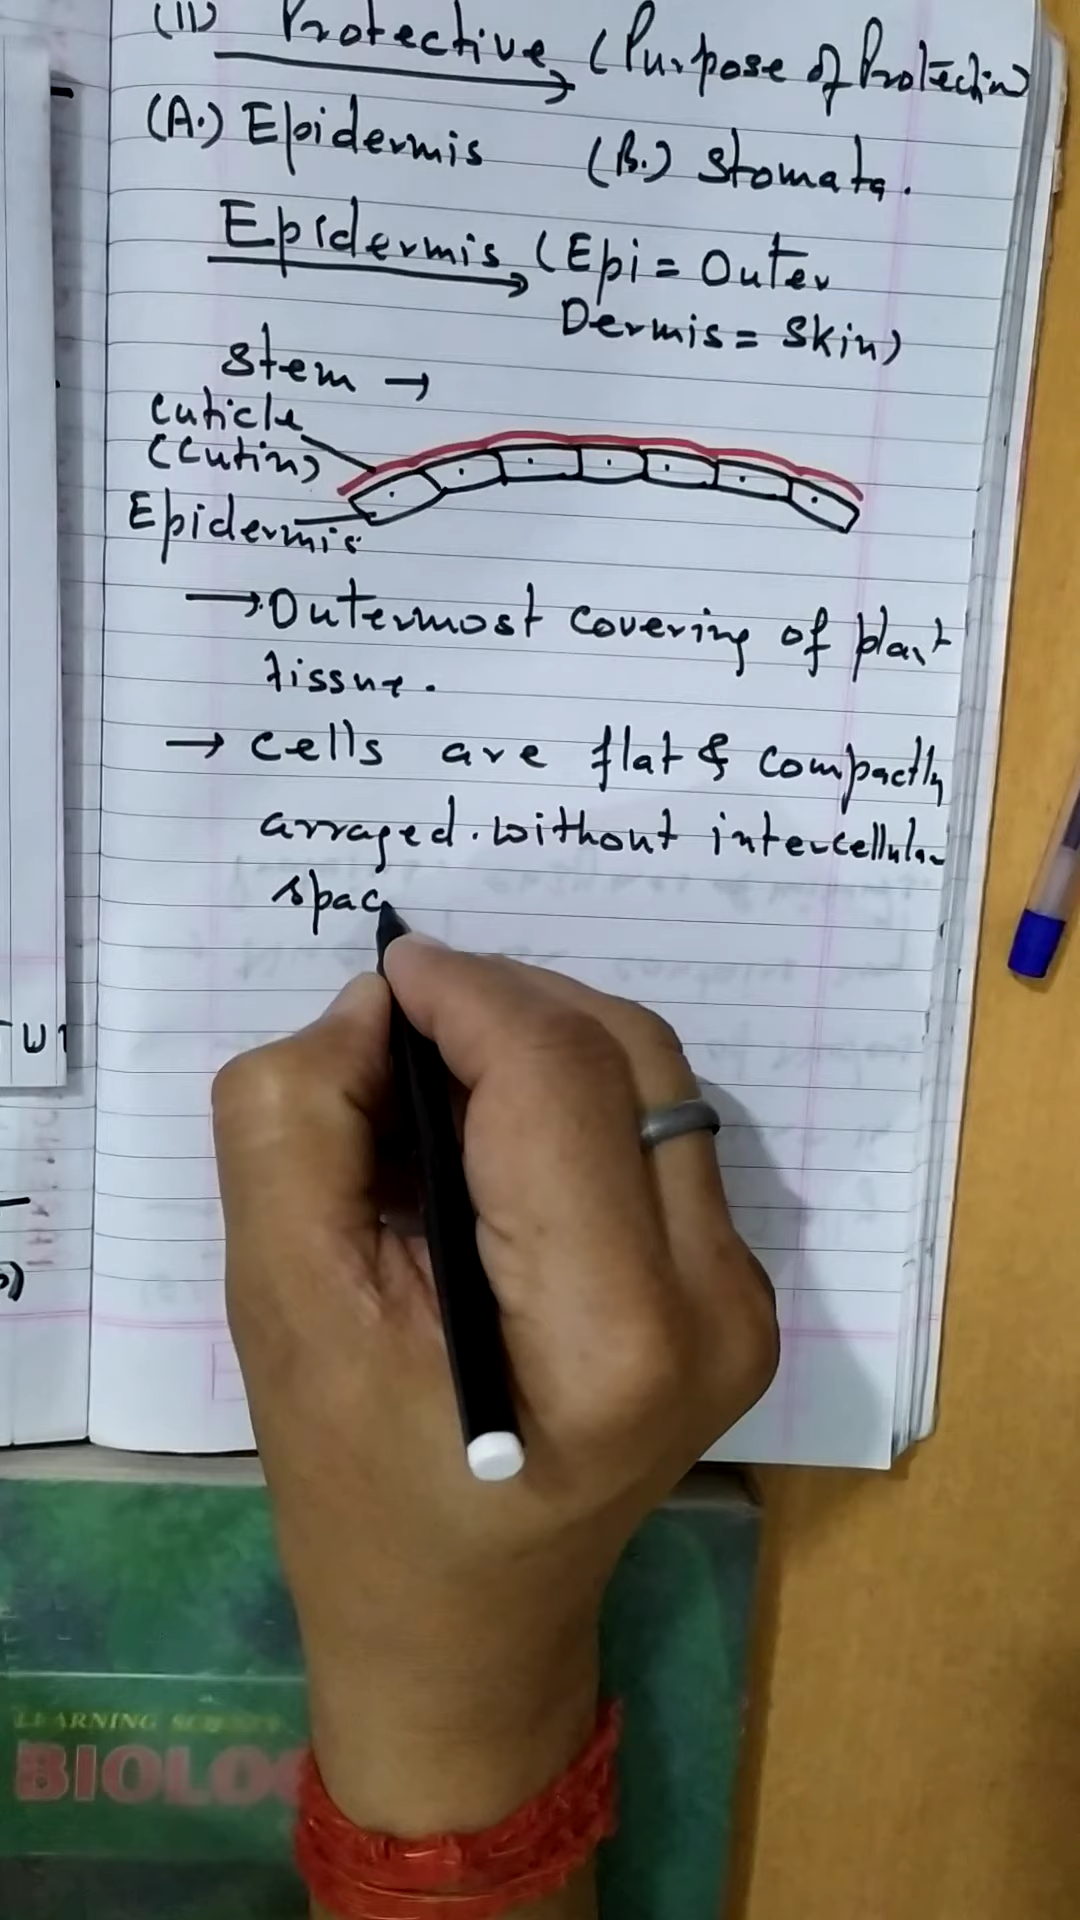 (II) Protective (Purpose of Protection
(A.) Epidermis (B.) Stomata.
Epidermis (Epi = Outer
Dermis = Skin)
Stem →
Cuticle
(Cutin)
Epidermis
→ Outermost covering of plant
tissue.
→ Cells are flat & compactly
arraged. without intercellular
spac
LEARNING
BIOLO